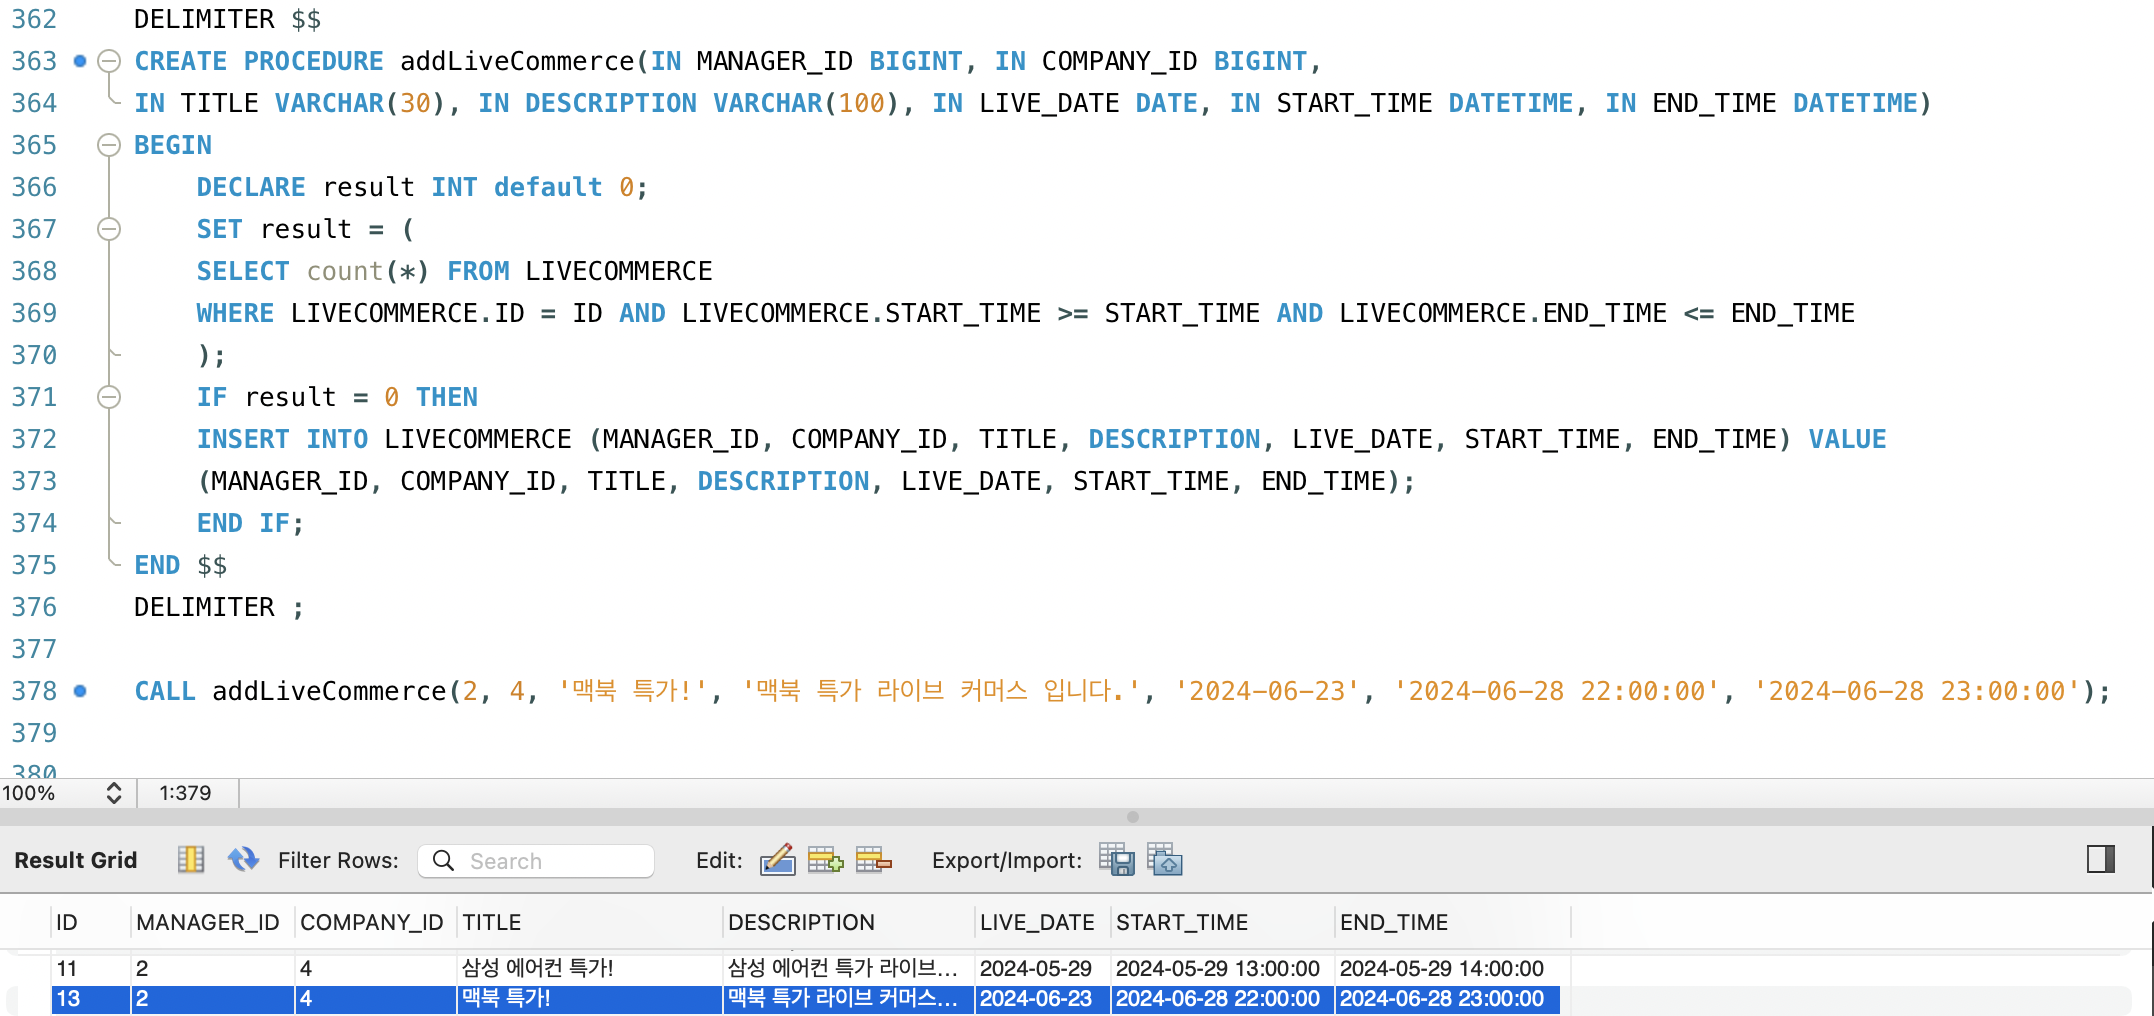 362 DELIMITER $$
363 CREATE PROCEDURE addLiveCommerce(IN MANAGER_ID BIGINT, IN COMPANY_ID BIGINT,
364 IN TITLE VARCHAR(30), IN DESCRIPTION VARCHAR(100), IN LIVE_DATE DATE, IN START_TIME DATETIME, IN END_TIME DATETIME)
365 BEGIN
366 DECLARE result INT default 0;
367 SET result = (
368 SELECT count(*) FROM LIVECOMMERCE
369 WHERE LIVECOMMERCE.ID = ID AND LIVECOMMERCE.START_TIME >= START_TIME AND LIVECOMMERCE.END_TIME <= END_TIME
370 );
371 IF result = 0 THEN
372 INSERT INTO LIVECOMMERCE (MANAGER_ID, COMPANY_ID, TITLE, DESCRIPTION, LIVE_DATE, START_TIME, END_TIME) VALUE
373 (MANAGER_ID, COMPANY_ID, TITLE, DESCRIPTION, LIVE_DATE, START_TIME, END_TIME);
374 END IF;
375 END $$
376 DELIMITER ;
377
378 CALL addLiveCommerce(2, 4, '맥북 특가!', '맥북 특가 라이브 커머스 입니다.', '2024-06-23', '2024-06-28 22:00:00', '2024-06-28 23:00:00');
379
380
100% 1:379
Result Grid Filter Rows: Search Edit: Export/Import:
ID MANAGER_ID COMPANY_ID TITLE DESCRIPTION LIVE_DATE START_TIME END_TIME
11 2 4 삼성 에어컨 특가! 삼성 에어컨 특가 라이브... 2024-05-29 2024-05-29 13:00:00 2024-05-29 14:00:00
13 2 4 맥북 특가! 맥북 특가 라이브 커머스... 2024-06-23 2024-06-28 22:00:00 2024-06-28 23:00:00